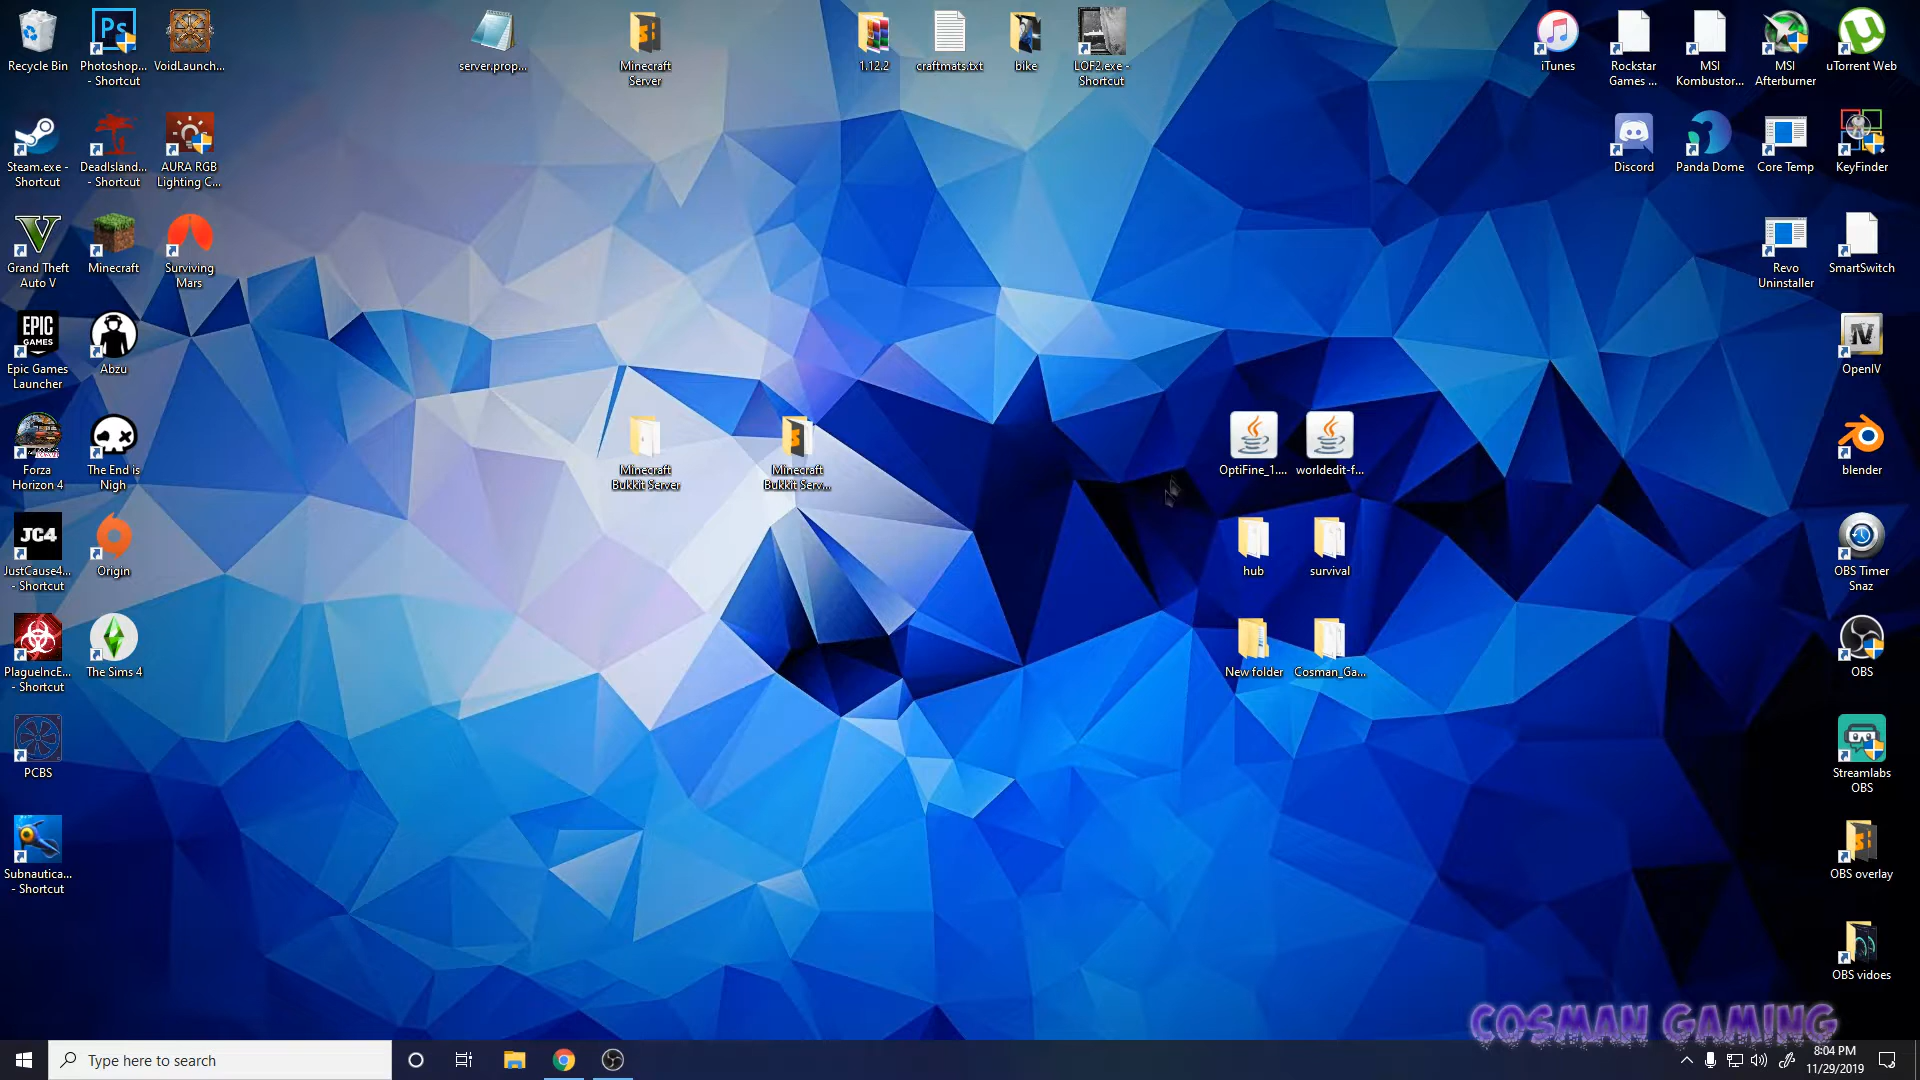 Recycle Bin
Photoshop...
- Shortcut
VoidLaunch...
server.prop...
Minecraft
Server
1.12.2
craftmats.txt
bike
LOF2.exe -
Shortcut
iTunes
Rockstar
Games ...
MSI
Kombustor...
MSI
Afterburner
uTorrent Web
Steam.exe -
Shortcut
DeadIsland...
- Shortcut
AURA RGB
Lighting C...
Discord
Panda Dome
Core Temp
KeyFinder
Grand Theft
Auto V
Minecraft
Surviving
Mars
Revo
Uninstaller
SmartSwitch
EPIC
GAMES
Epic Games
Launcher
Abzu
OpenIV
Forza
Horizon 4
The End is
Nigh
Minecraft
Bukkit Server
Minecraft
Bukkit Serv...
OptiFine_1....
worldedit-f...
blender
JC4
JustCause4...
- Shortcut
Origin
hub
survival
OBS Timer
Snaz
PlagueIncE...
- Shortcut
The Sims 4
New folder
Cosman_Ga...
OBS
PCBS
Streamlabs
OBS
Subnautica...
- Shortcut
OBS overlay
OBS vidoes
COSMAN GAMING
Type here to search
8:04 PM
11/29/2019